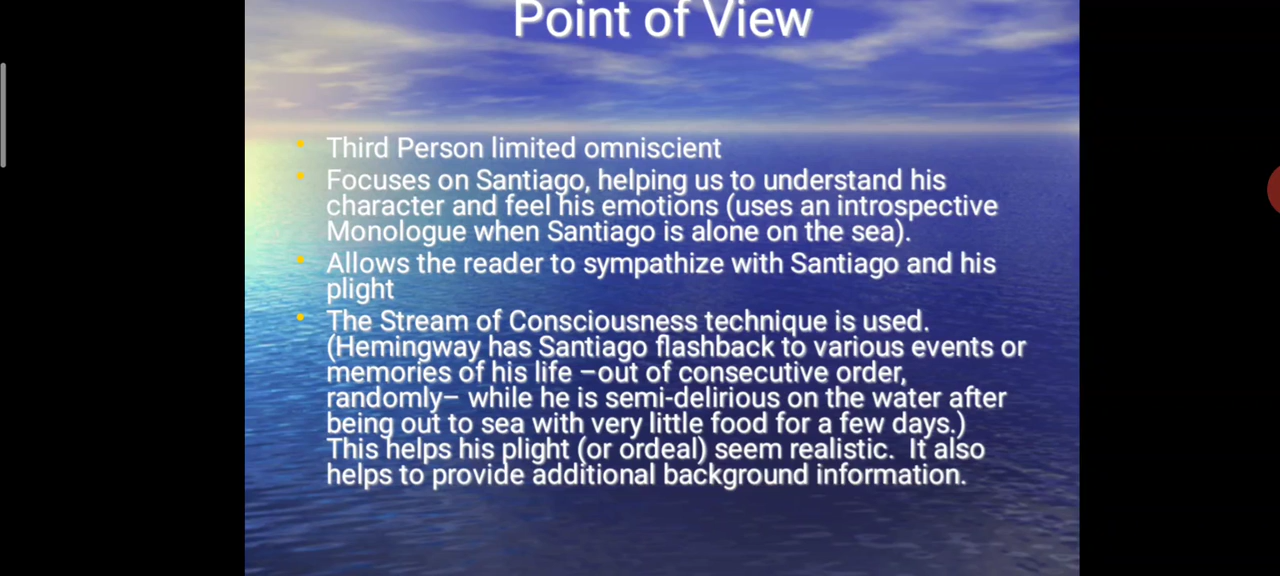 Point of View
• Third Person limited omniscient
• Focuses on Santiago, helping us to understand his
character and feel his emotions (uses an introspective
Monologue when Santiago is alone on the sea).
• Allows the reader to sympathize with Santiago and his
plight
• The Stream of Consciousness technique is used.
(Hemingway has Santiago flashback to various events or
memories of his life –out of consecutive order,
randomly– while he is semi-delirious on the water after
being out to sea with very little food for a few days.)
This helps his plight (or ordeal) seem realistic.  It also
helps to provide additional background information.